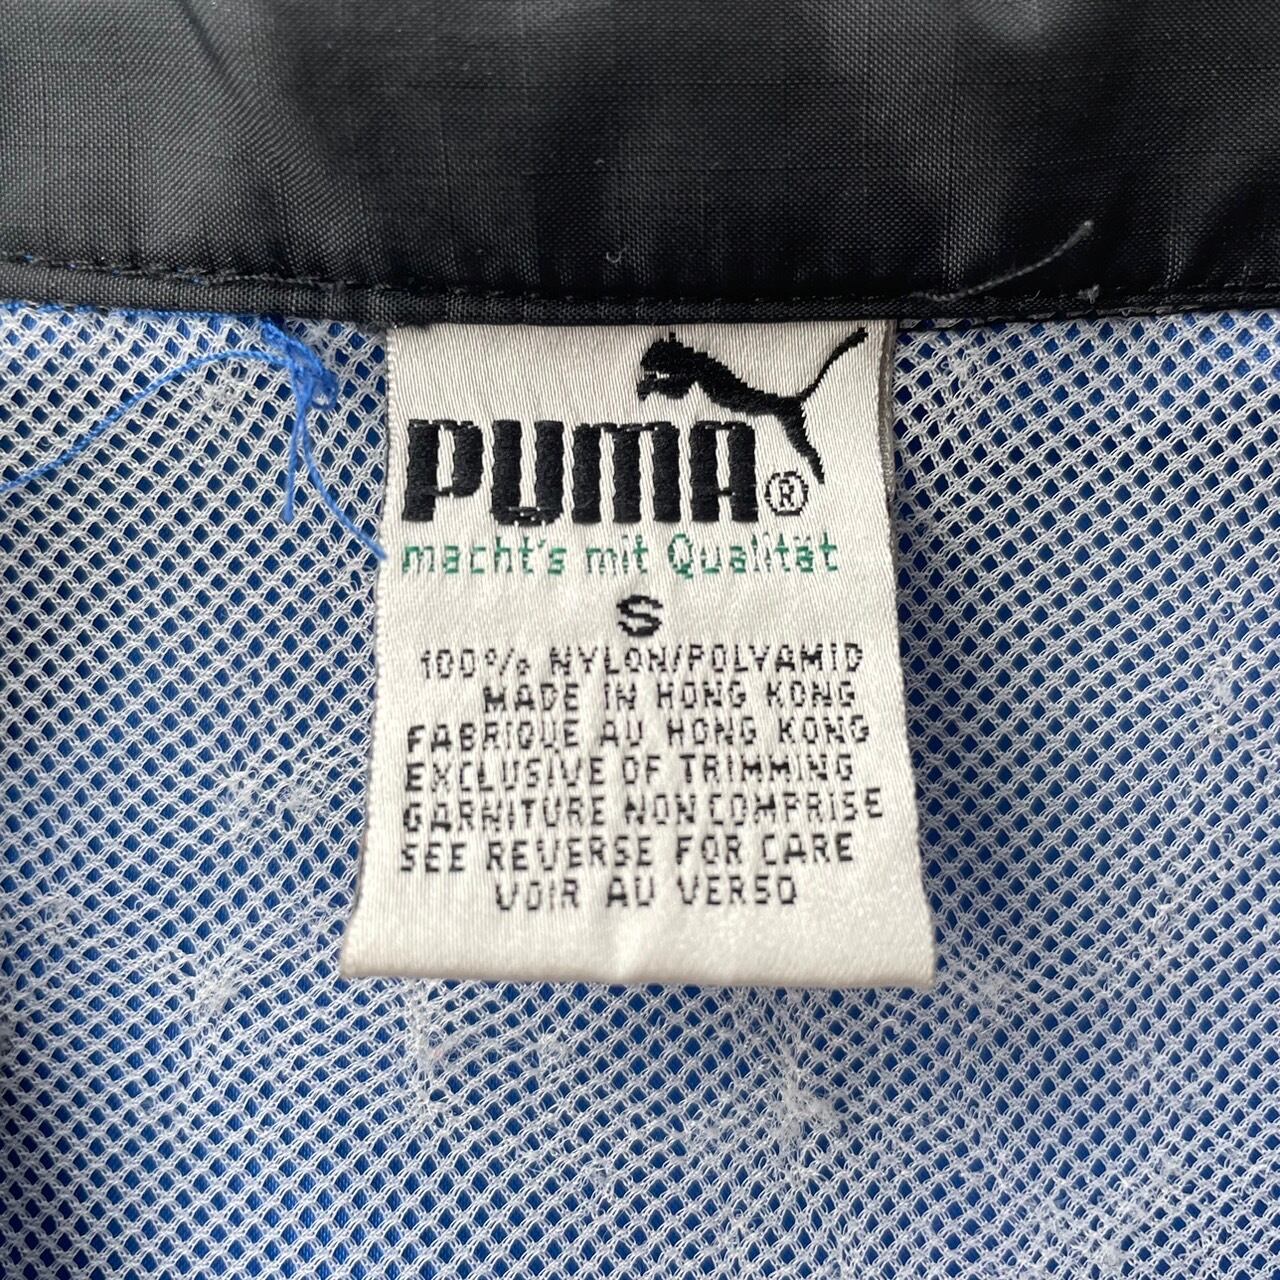 PUMA®
macht's mit Qualität
S
100% NYLON/POLYAMID
MADE IN HONG KONG
FABRIQUE AU HONG KONG
EXCLUSIVE OF TRIMMING
GARNITURE NON COMPRISE
SEE REVERSE FOR CARE
VOIR AU VERSO